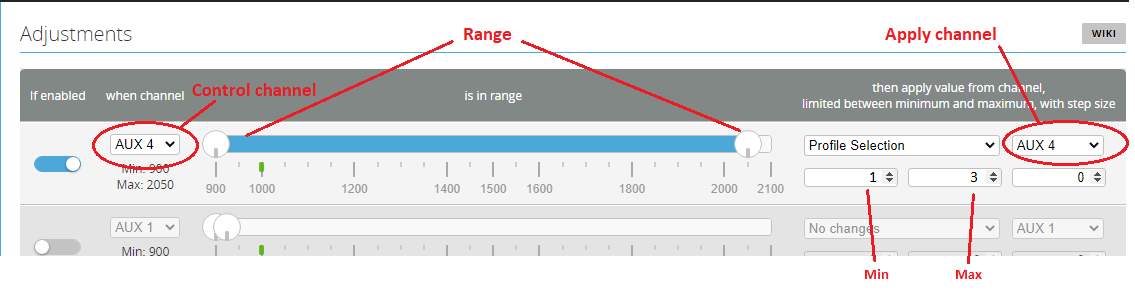 Adjustments
Range
Apply channel
WIKI
If enabled
when channel
Control channel
is in range
then apply value from channel,
limited between minimum and maximum, with step size
AUX 4
Min: 900
Max: 2050
900
1000
1200
1400
1500
1600
1800
2000
2100
Profile Selection
AUX 4
1
3
0
AUX 1
Min: 900
No changes
AUX 1
Min
Max